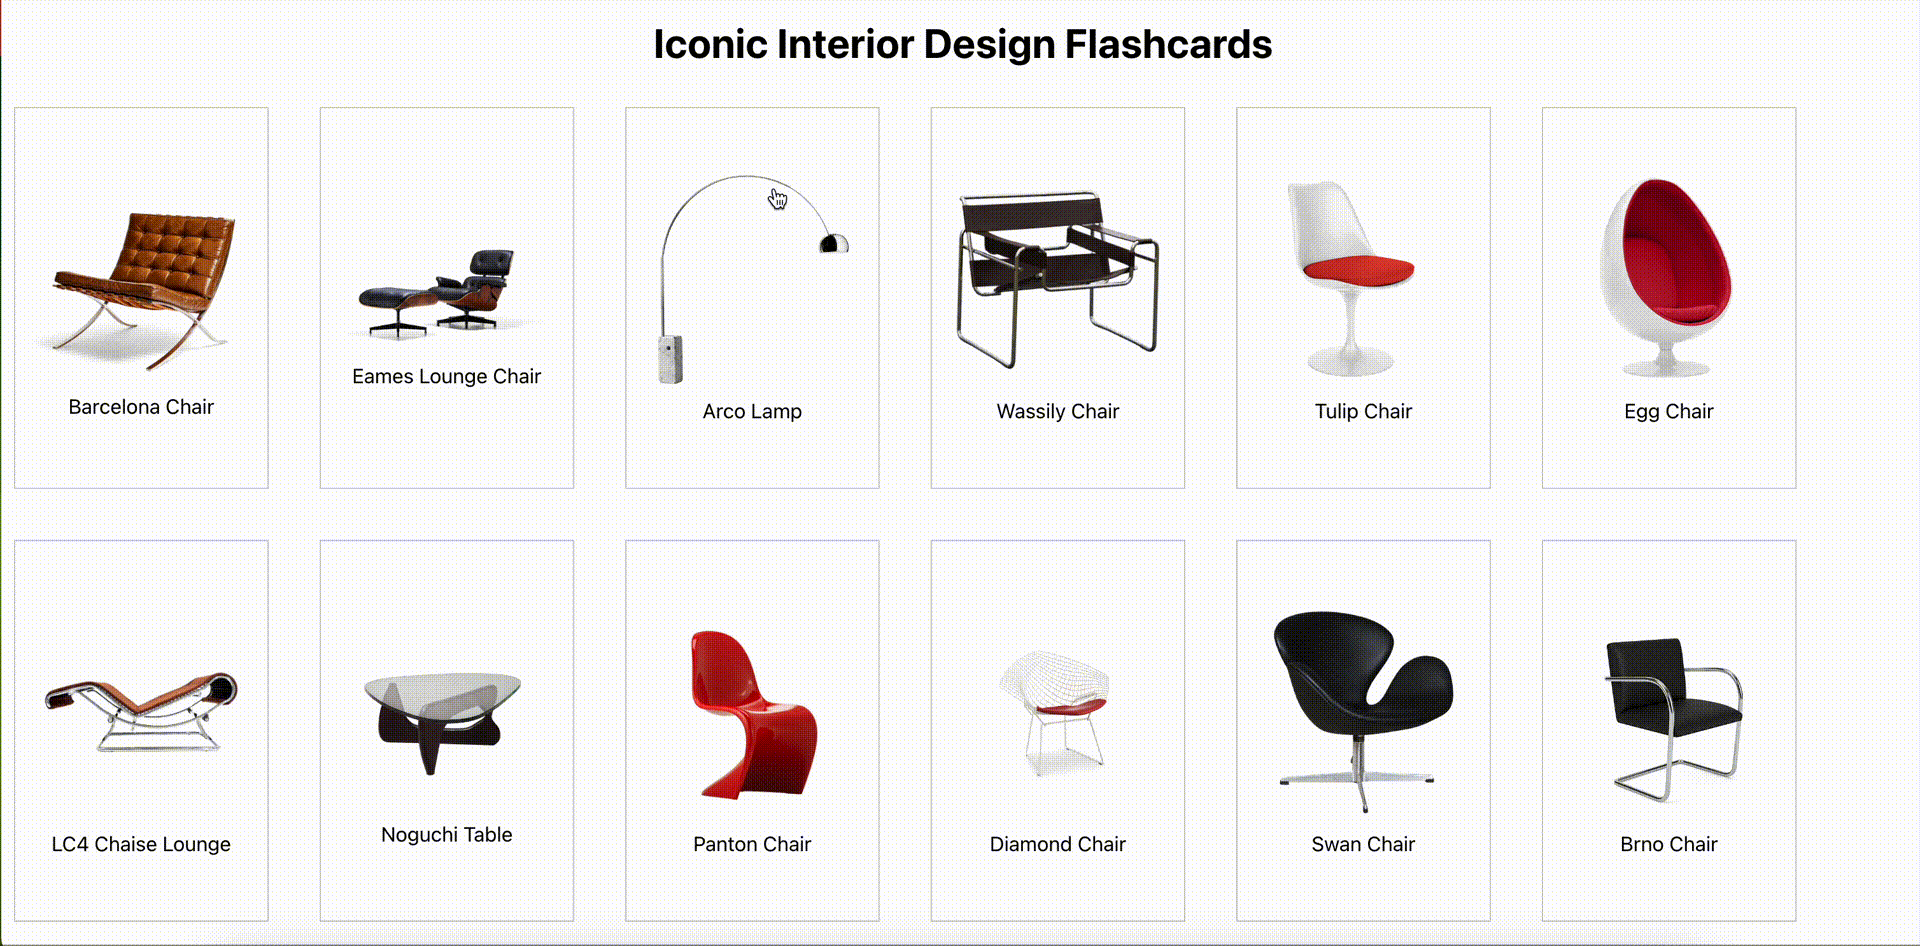 Iconic Interior Design Flashcards
Barcelona Chair
Eames Lounge Chair
Arco Lamp
Wassily Chair
Tulip Chair
Egg Chair
LC4 Chaise Lounge
Noguchi Table
Panton Chair
Diamond Chair
Swan Chair
Brno Chair